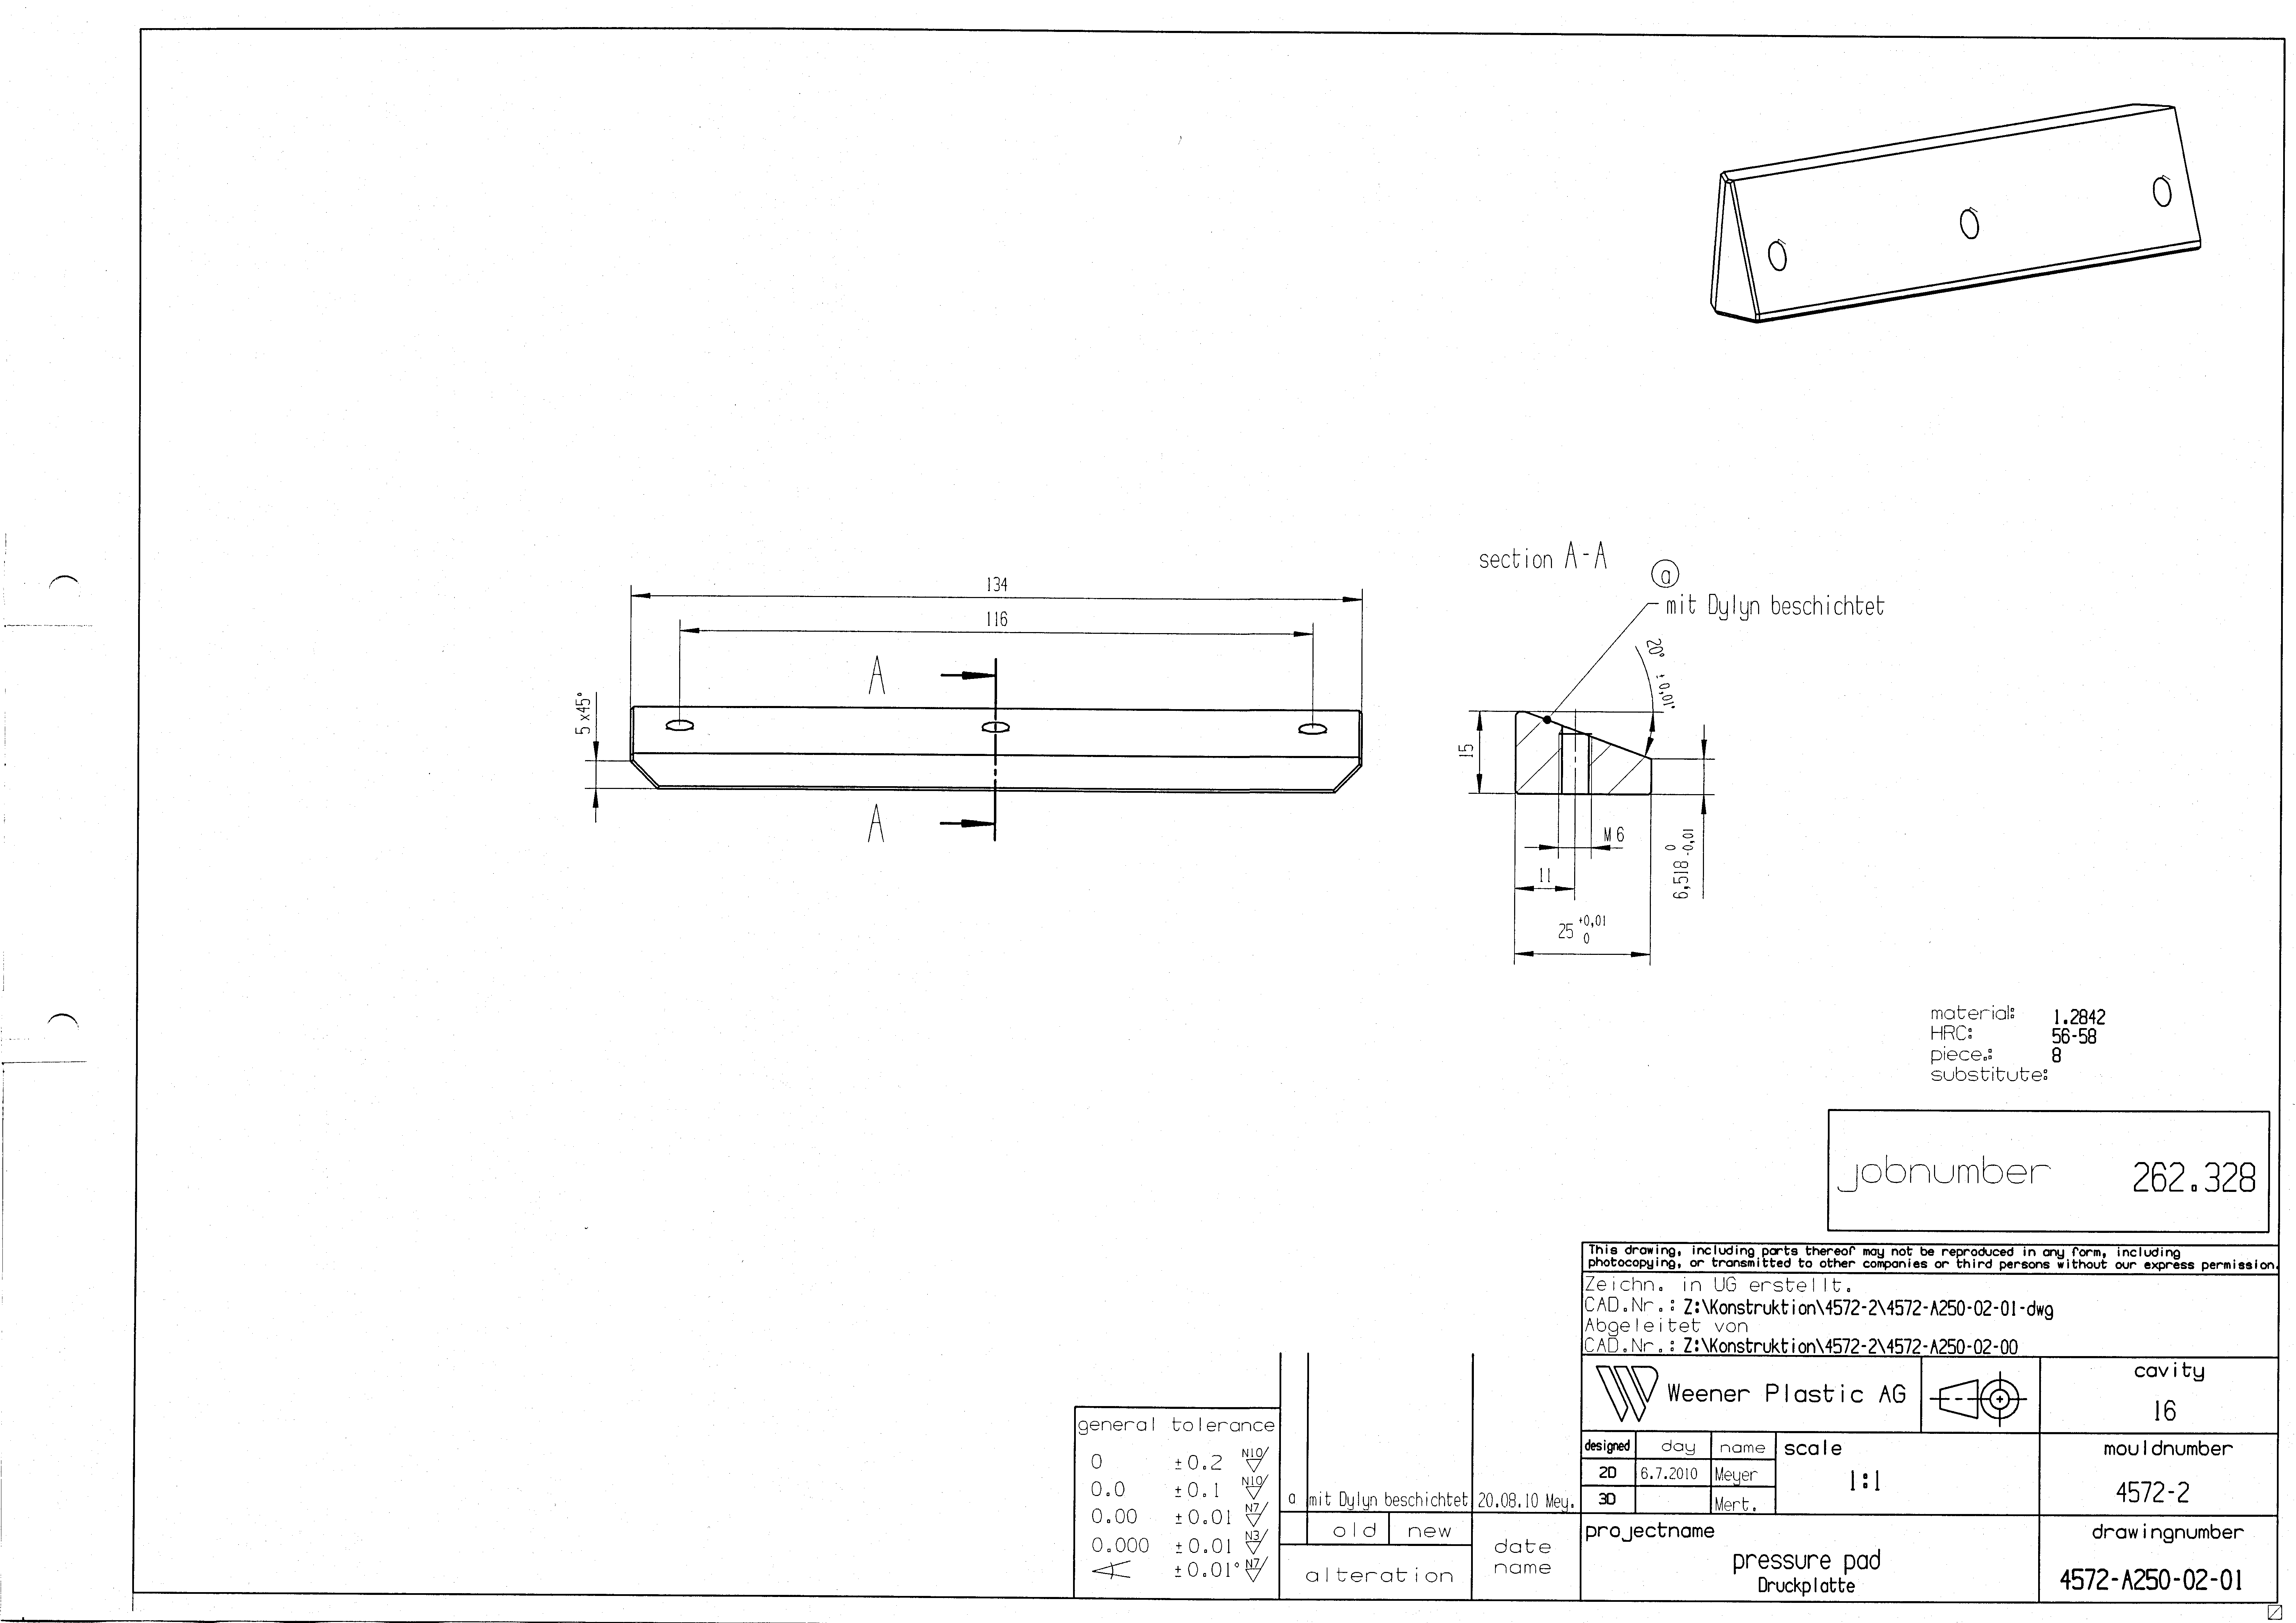 134
116
A
A
5 x45°
section A-A
a
mit Dylyn beschichtet
20° ±0,01°
15
M 6
11
6,518 0 -0,01
25 +0,01 0
material: 1.2842
HRC: 56-58
piece.: 8
substitute:
jobnumber 262.328
This drawing, including parts thereof may not be reproduced in any form, including
photocopying, or transmitted to other companies or third persons without our express permission.
Zeichn. in UG erstellt.
CAD.Nr.: Z:\Konstruktion\4572-2\4572-A250-02-01-dwg
Abgeleitet von
CAD.Nr.: Z:\Konstruktion\4572-2\4572-A250-02-00
Weener Plastic AG
cavity
16
designed day name
2D 6.7.2010 Meyer
3D Mert.
scale
1:1
mouldnumber
4572-2
projectname
pressure pad
Druckplatte
drawingnumber
4572-A250-02-01
general tolerance
0 ±0.2 N10
0.0 ±0.1 N10
0.00 ±0.01 N7
0.000 ±0.01 N3
±0.01° N7
a mit Dylyn beschichtet 20.08.10 Mey.
old new
alteration
date
name